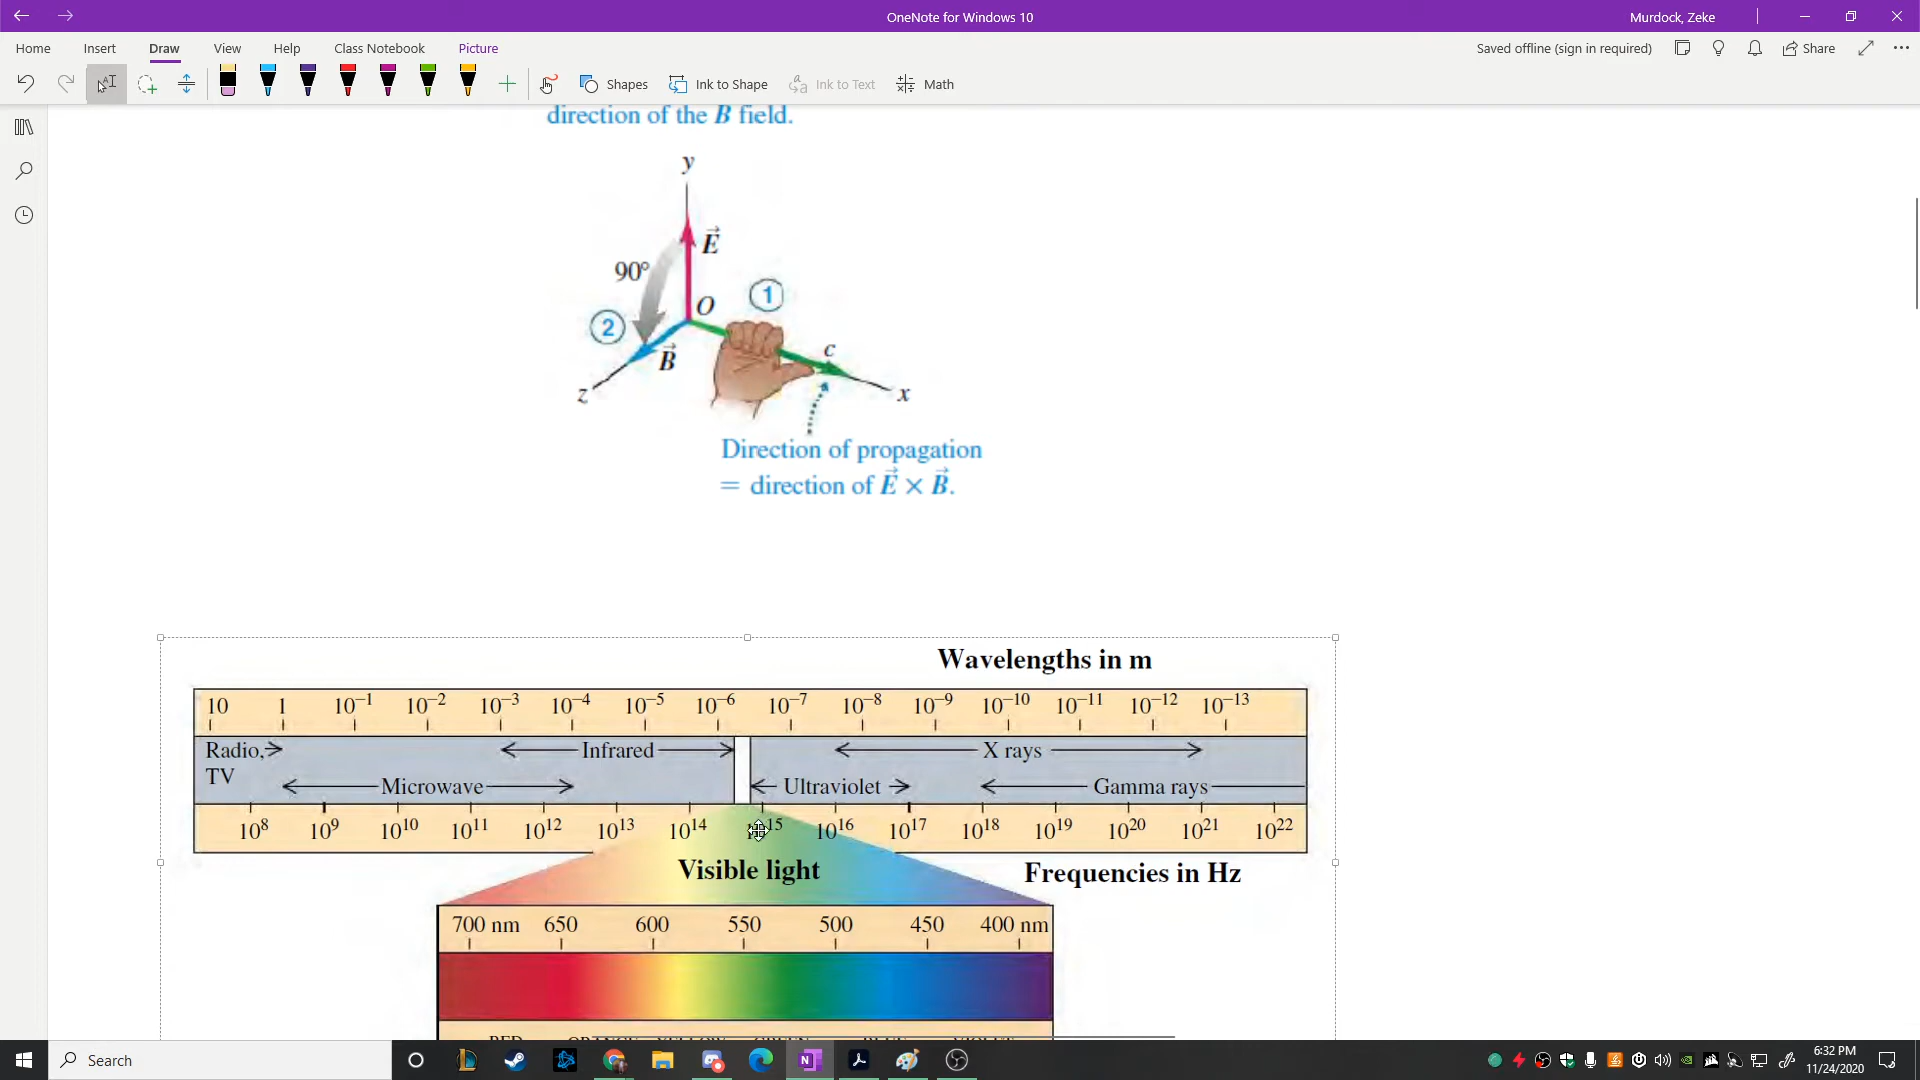 OneNote for Windows 10
Murdock, Zeke
Home Insert Draw View Help Class Notebook Picture
Saved offline (sign in required) Share
Shapes Ink to Shape Ink to Text Math
direction of the B field.
y
E
90°
O
1
2
B
c
z
x
Direction of propagation
= direction of E × B.
Wavelengths in m
10 1 10⁻¹ 10⁻² 10⁻³ 10⁻⁴ 10⁻⁵ 10⁻⁶ 10⁻⁷ 10⁻⁸ 10⁻⁹ 10⁻¹⁰ 10⁻¹¹ 10⁻¹² 10⁻¹³
Radio, Infrared X rays
TV Microwave Ultraviolet Gamma rays
10⁸ 10⁹ 10¹⁰ 10¹¹ 10¹² 10¹³ 10¹⁴ 10¹⁵ 10¹⁶ 10¹⁷ 10¹⁸ 10¹⁹ 10²⁰ 10²¹ 10²²
Visible light Frequencies in Hz
700 nm 650 600 550 500 450 400 nm
Search
6:32 PM
11/24/2020